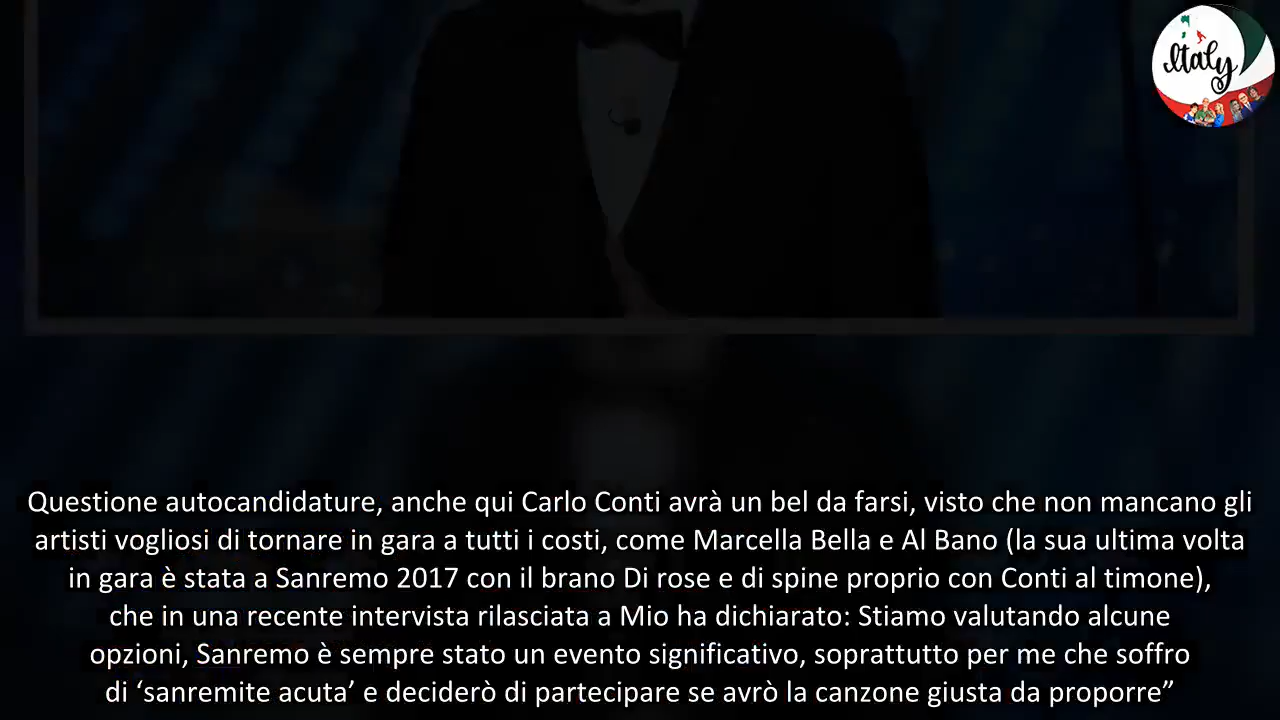 Italy
Questione autocandidature, anche qui Carlo Conti avrà un bel da farsi, visto che non mancano gli
artisti vogliosi di tornare in gara a tutti i costi, come Marcella Bella e Al Bano (la sua ultima volta
in gara è stata a Sanremo 2017 con il brano Di rose e di spine proprio con Conti al timone),
che in una recente intervista rilasciata a Mio ha dichiarato: Stiamo valutando alcune
opzioni, Sanremo è sempre stato un evento significativo, soprattutto per me che soffro
di ‘sanremite acuta’ e deciderò di partecipare se avrò la canzone giusta da proporre”